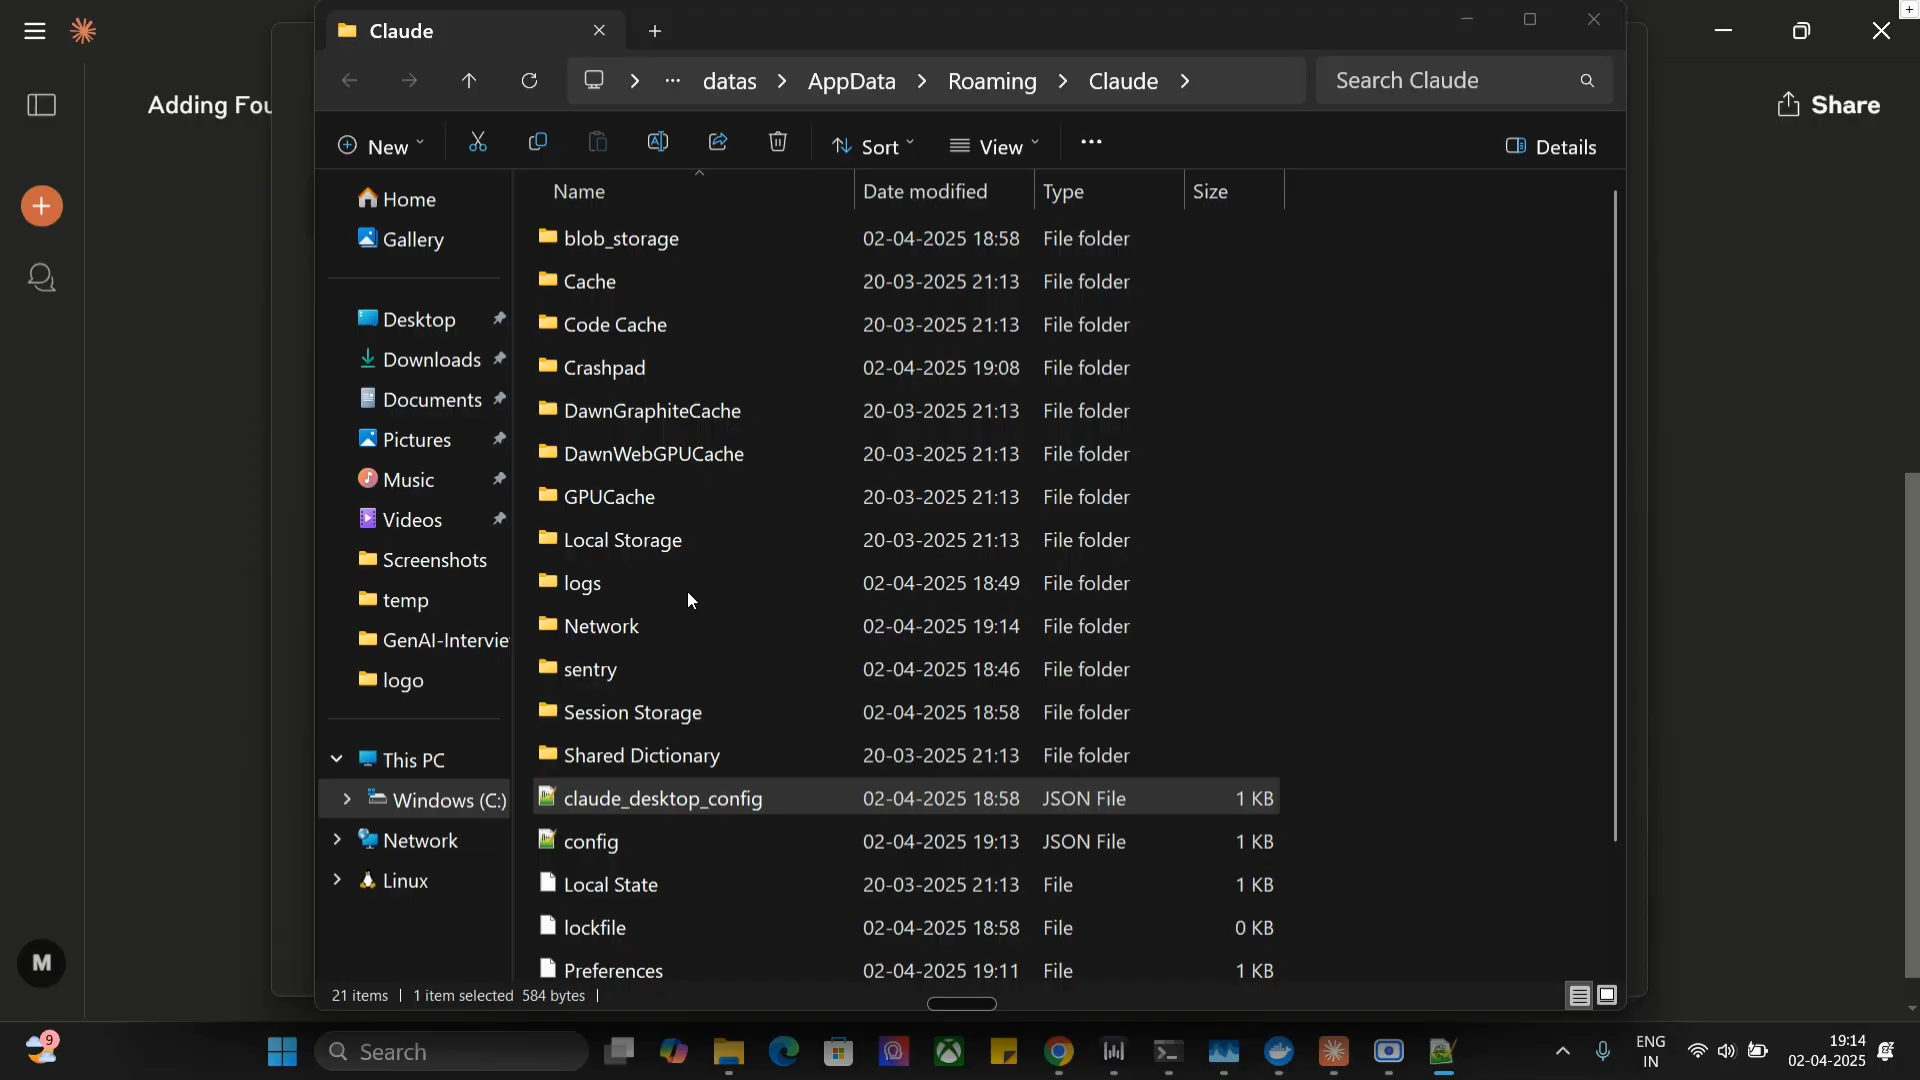 Claude
datas AppData Roaming Claude
Search Claude
Adding Fou
Share
New
Sort
View
Details
Name Date modified Type Size
Home
Gallery
Desktop
Downloads
Documents
Pictures
Music
Videos
Screenshots
temp
GenAI-Intervie
logo
This PC
Windows (C:)
Network
Linux
blob_storage 02-04-2025 18:58 File folder
Cache 20-03-2025 21:13 File folder
Code Cache 20-03-2025 21:13 File folder
Crashpad 02-04-2025 19:08 File folder
DawnGraphiteCache 20-03-2025 21:13 File folder
DawnWebGPUCache 20-03-2025 21:13 File folder
GPUCache 20-03-2025 21:13 File folder
Local Storage 20-03-2025 21:13 File folder
logs 02-04-2025 18:49 File folder
Network 02-04-2025 19:14 File folder
sentry 02-04-2025 18:46 File folder
Session Storage 02-04-2025 18:58 File folder
Shared Dictionary 20-03-2025 21:13 File folder
claude_desktop_config 02-04-2025 18:58 JSON File 1 KB
config 02-04-2025 19:13 JSON File 1 KB
Local State 20-03-2025 21:13 File 1 KB
lockfile 02-04-2025 18:58 File 0 KB
Preferences 02-04-2025 19:11 File 1 KB
M
21 items 1 item selected 584 bytes
9
Search
ENG
IN
19:14
02-04-2025